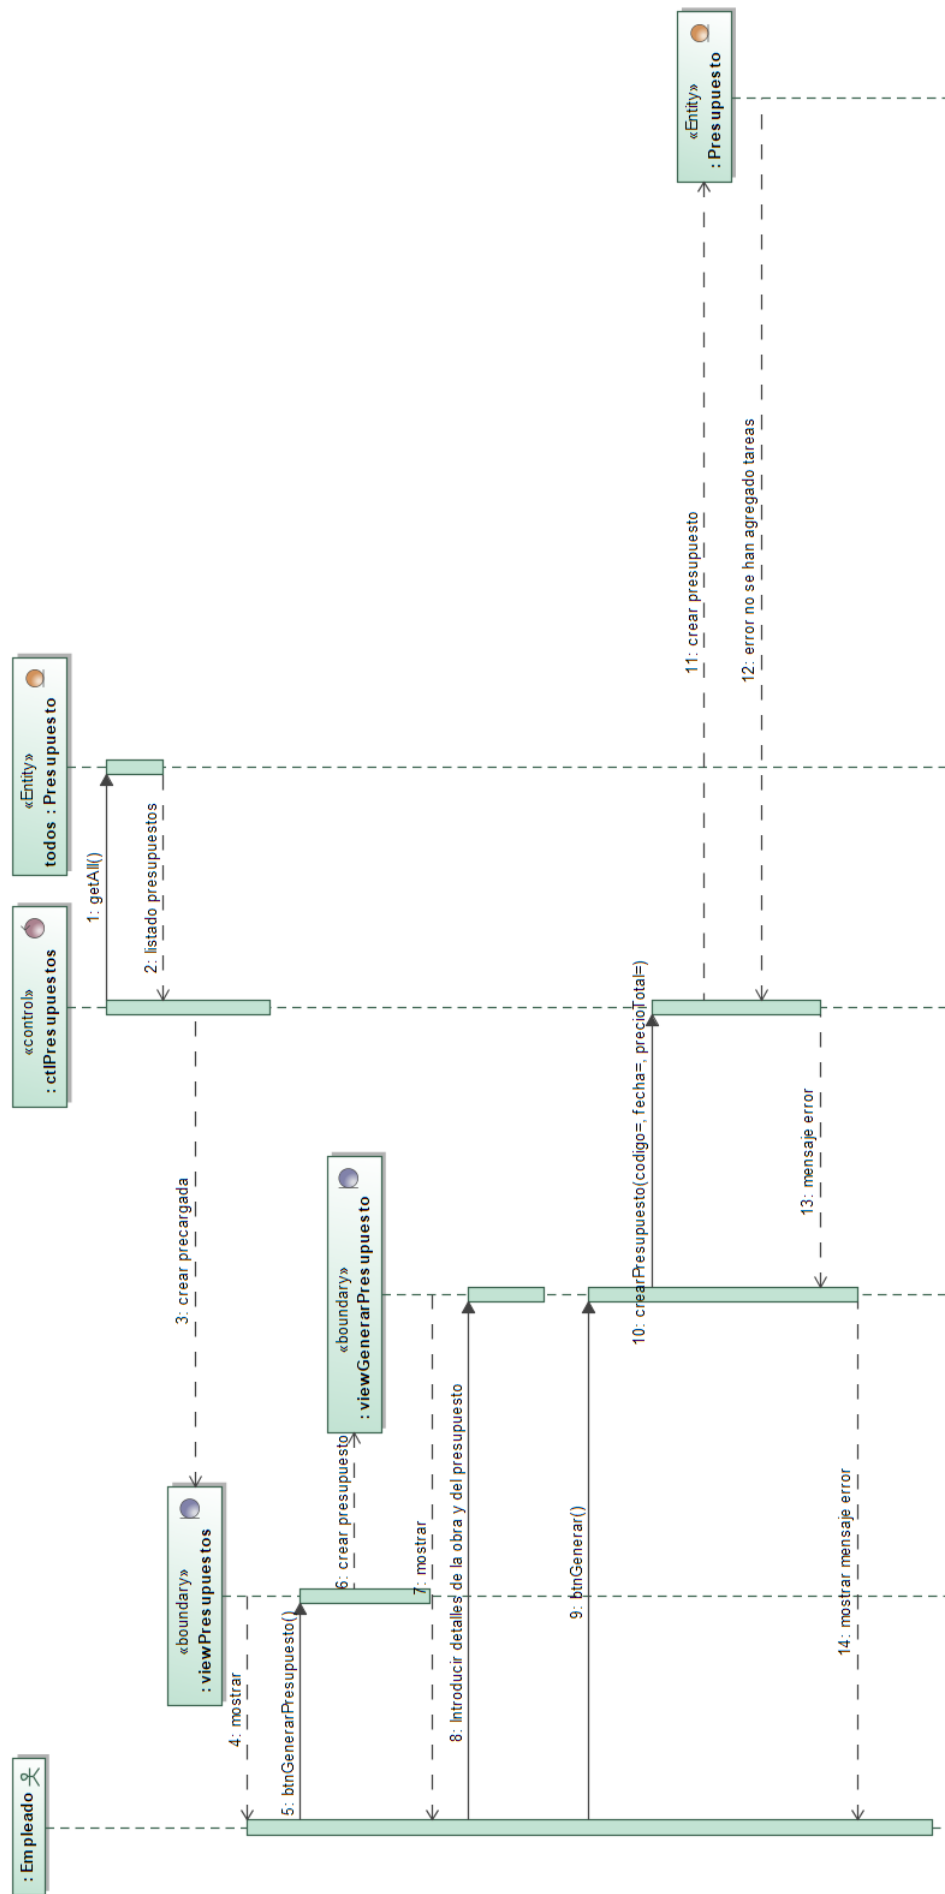 : Empleado
«boundary»
: viewPresupuestos
«boundary»
: viewGenerarPresupuesto
«control»
: ctlPresupuestos
«Entity»
todos : Presupuesto
«Entity»
: Presupuesto
1: getAll()
2: listado presupuestos
3: crear precargada
4: mostrar
5: btnGenerarPresupuesto()
6: crear presupuesto
7: mostrar
8: Introducir detalles de la obra y del presupuesto
9: btnGenerar()
10: crearPresupuesto(codigo=, fecha=, precioTotal=)
11: crear presupuesto
12: error no se han agregado tareas
13: mensaje error
14: mostrar mensaje error